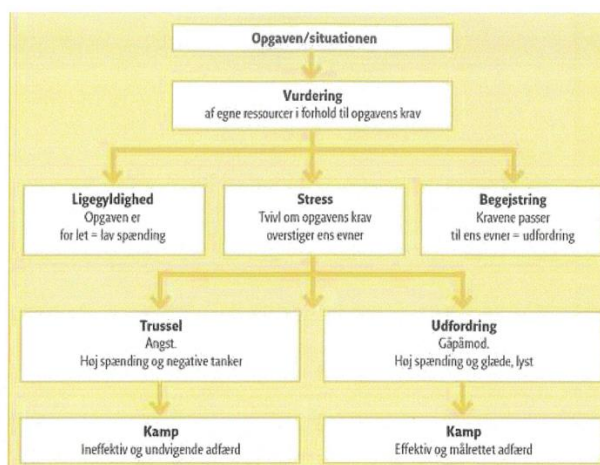 Opgaven/situationen
Vurdering
af egne ressourcer i forhold til opgavens krav
Ligegyldighed
Opgaven er
for let = lav spænding
Stress
Tvivl om opgavens krav
overstiger ens evner
Begejstring
Kravene passer
til ens evner = udfordring
Trussel
Angst.
Høj spænding og negative tanker
Udfordring
Gåpåmod.
Høj spænding og glæde, lyst
Kamp
Ineffektiv og undvigende adfærd
Kamp
Effektiv og målrettet adfærd